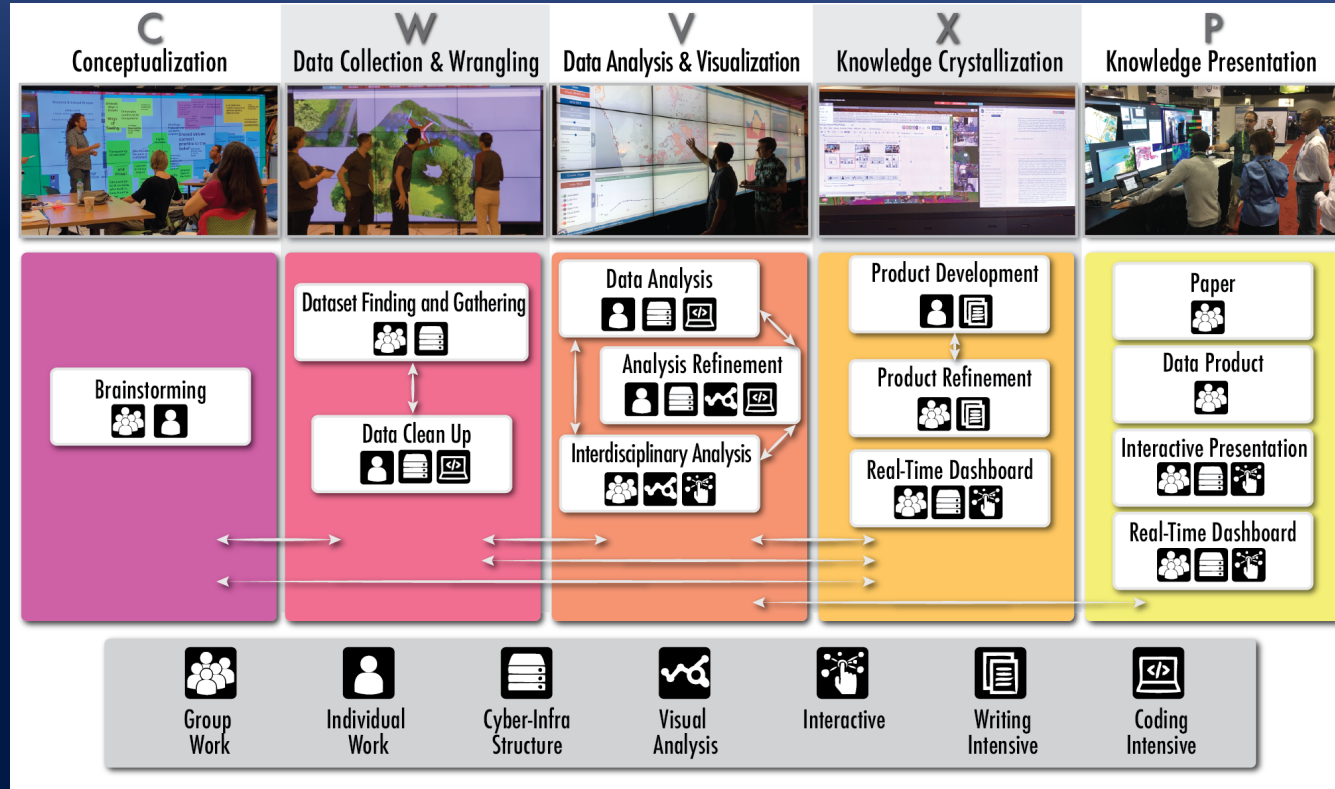 C
Conceptualization
W
Data Collection & Wrangling
V
Data Analysis & Visualization
X
Knowledge Crystallization
P
Knowledge Presentation
Brainstorming
Dataset Finding and Gathering
Data Clean Up
Data Analysis
Analysis Refinement
Interdisciplinary Analysis
Product Development
Product Refinement
Real-Time Dashboard
Paper
Data Product
Interactive Presentation
Real-Time Dashboard
Group
Work
Individual
Work
Cyber-Infra
Structure
Visual
Analysis
Interactive
Writing
Intensive
Coding
Intensive